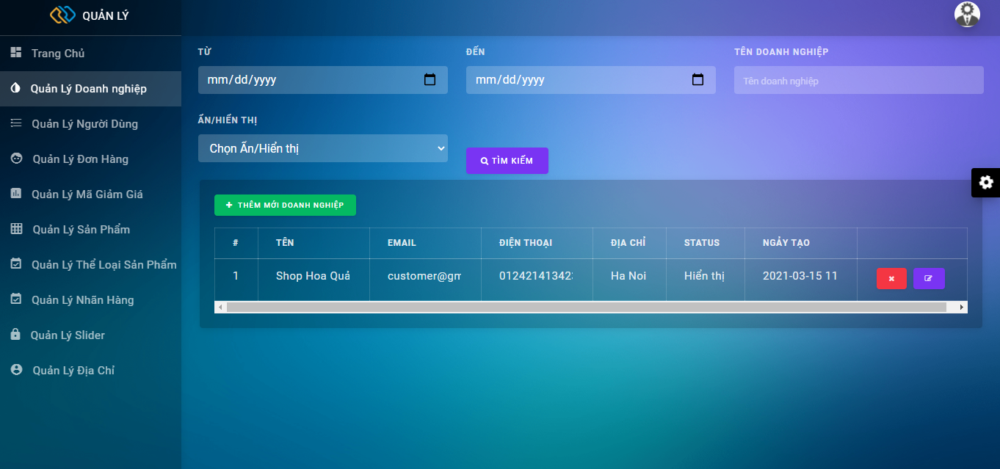 QUẢN LÝ
Trang Chủ
Quản Lý Doanh nghiệp
Quản Lý Người Dùng
Quản Lý Đơn Hàng
Quản Lý Mã Giảm Giá
Quản Lý Sản Phẩm
Quản Lý Thể Loại Sản Phẩm
Quản Lý Nhãn Hàng
Quản Lý Slider
Quản Lý Địa Chỉ
TỪ ĐẾN TÊN DOANH NGHIỆP
mm/dd/yyyy mm/dd/yyyy Tên doanh nghiệp
ẨN/HIỂN THỊ
Chọn Ẩn/Hiển thị
TÌM KIẾM
THÊM MỚI DOANH NGHIỆP
# TÊN EMAIL ĐIỆN THOẠI ĐỊA CHỈ STATUS NGÀY TẠO
1 Shop Hoa Quả customer@gm 012421413423 Ha Noi Hiển thị 2021-03-15 11